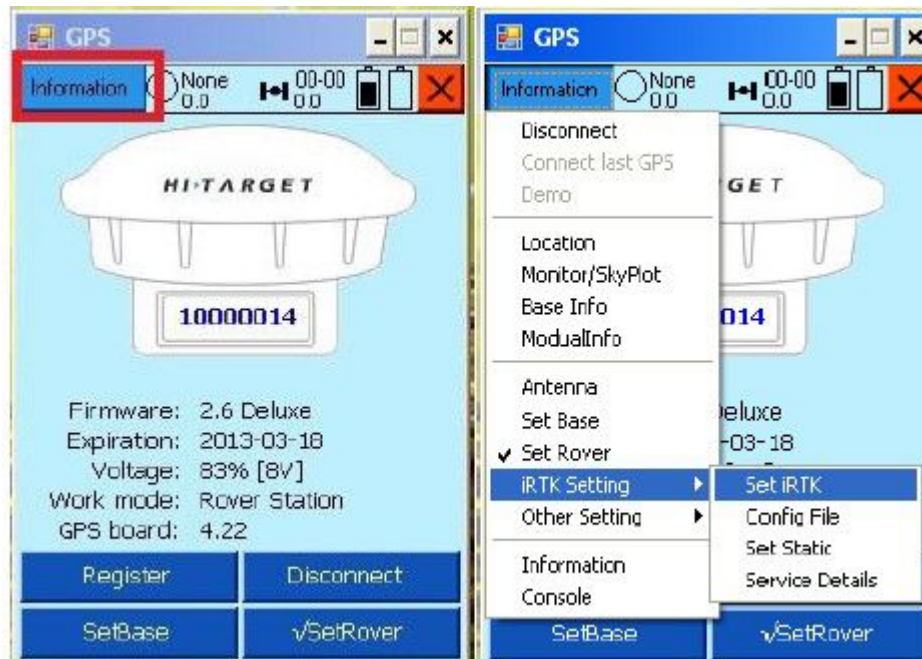 GPS
Information
None
0.0
00-00
0.0
HI·TARGET
10000014
Firmware: 2.6 Deluxe
Expiration: 2013-03-18
Voltage: 83% [8V]
Work mode: Rover Station
GPS board: 4.22
Register
Disconnect
SetBase
√SetRover
GPS
Information
None
0.0
00-00
0.0
Disconnect
Connect last GPS
Demo
GET
Location
Monitor/SkyPlot
Base Info
ModualInfo
014
Antenna
Set Base
Set Rover
iRTK Setting
Other Setting
Information
Console
eluxe
-03-18
Set iRTK
Config File
Set Static
Service Details
SetBase
√SetRover